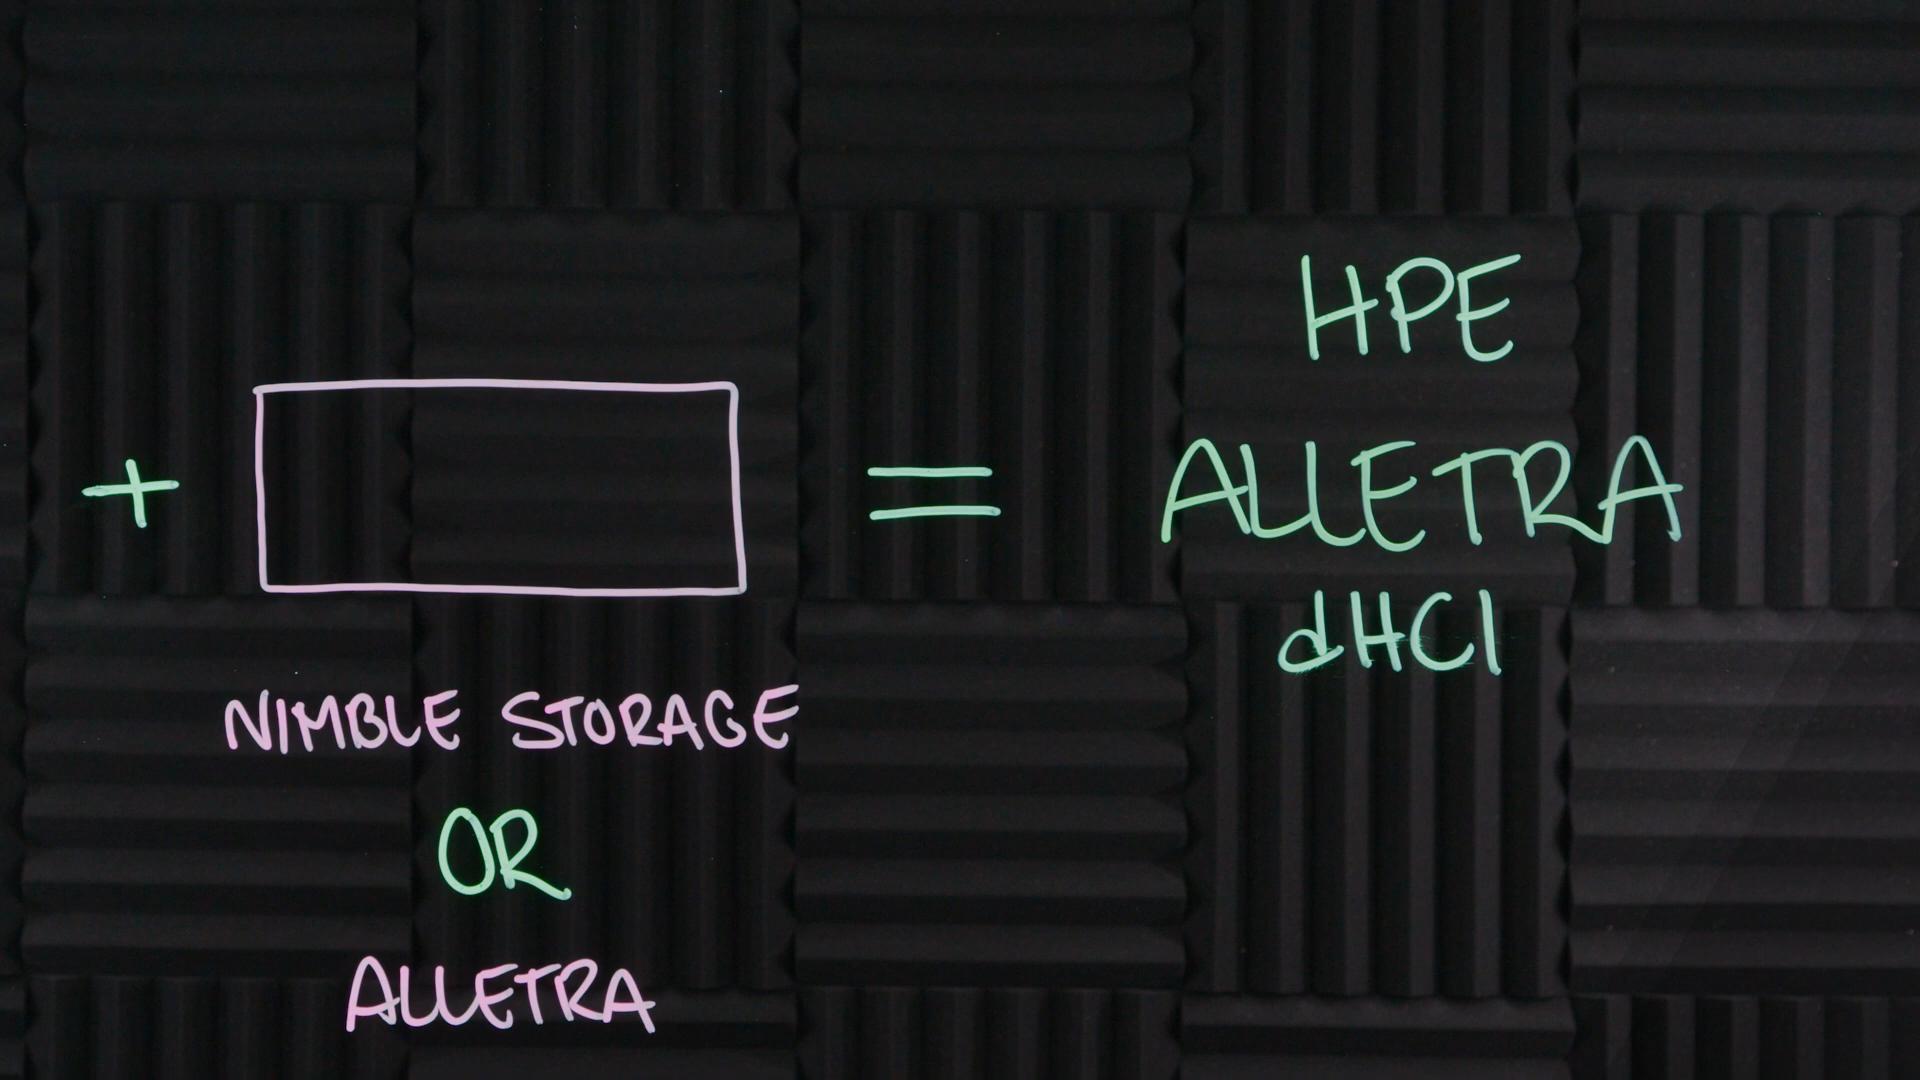 + = HPE
ALLETRA
dHCI
NIMBLE STORAGE
OR
ALLETRA